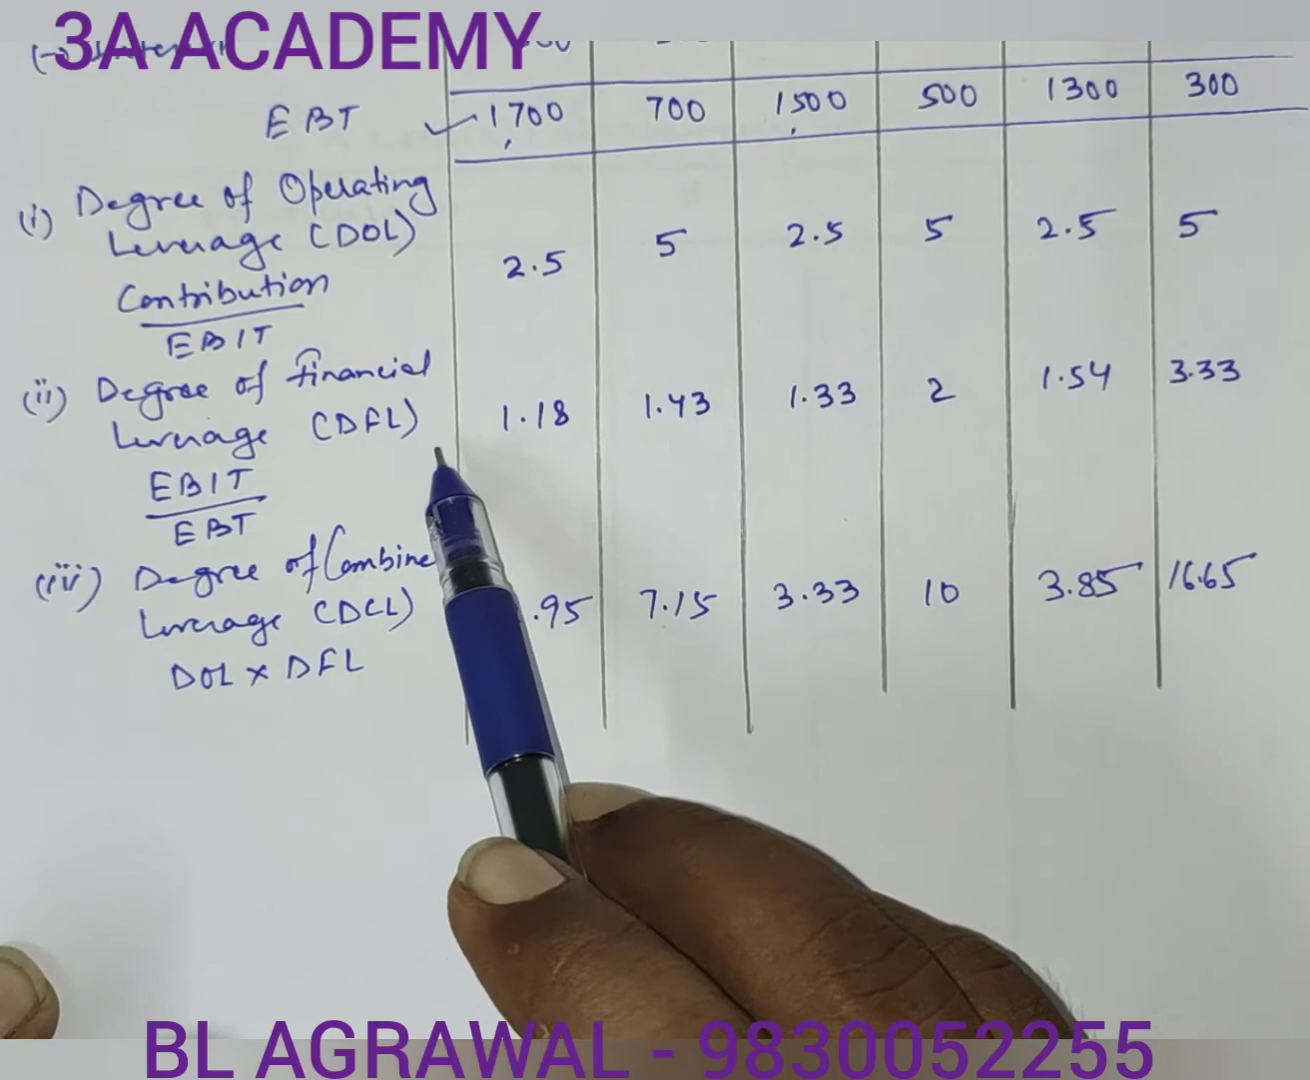 3A ACADEMY
EBT 1700 700 1500 500 1300 300
(i) Degree of Operating
Leverage (DOL) 2.5 5 2.5 5 2.5 5
Contribution
EBIT
(ii) Degree of Financial
Leverage (DFL) 1.18 1.43 1.33 2 1.54 3.33
EBIT
EBT
Degree of Combine
Leverage (DCL) .95 7.15 3.33 10 3.85 16.65
DOL × DFL
BL AGRAWAL - 9830052255